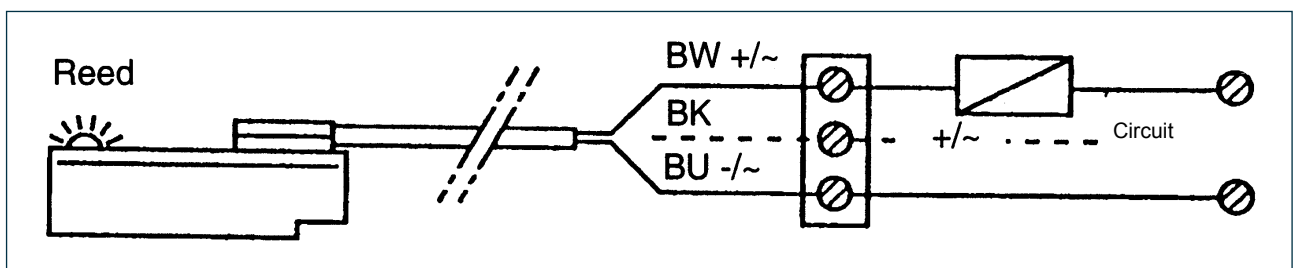 Reed
BW +/~
BK
+/~
Circuit
BU -/~